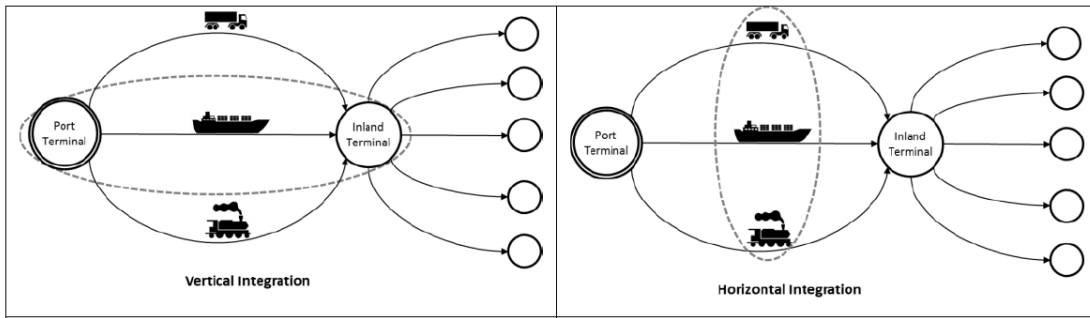 Port
Terminal
Inland
Terminal
Vertical Integration
Port
Terminal
Inland
Terminal
Horizontal Integration